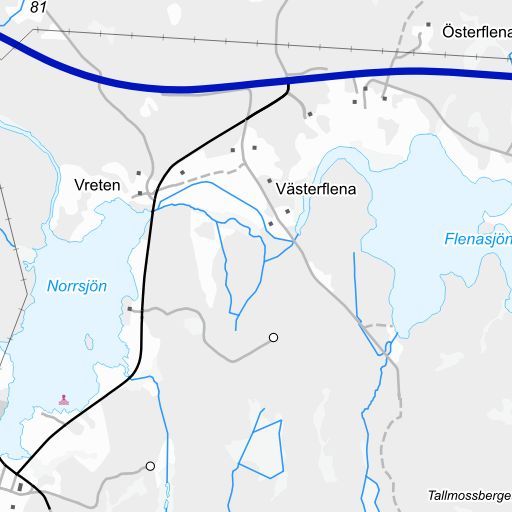 81
Österflena
Vreten
Västerflena
Flenasjön
Norrsjön
Tallmossberge